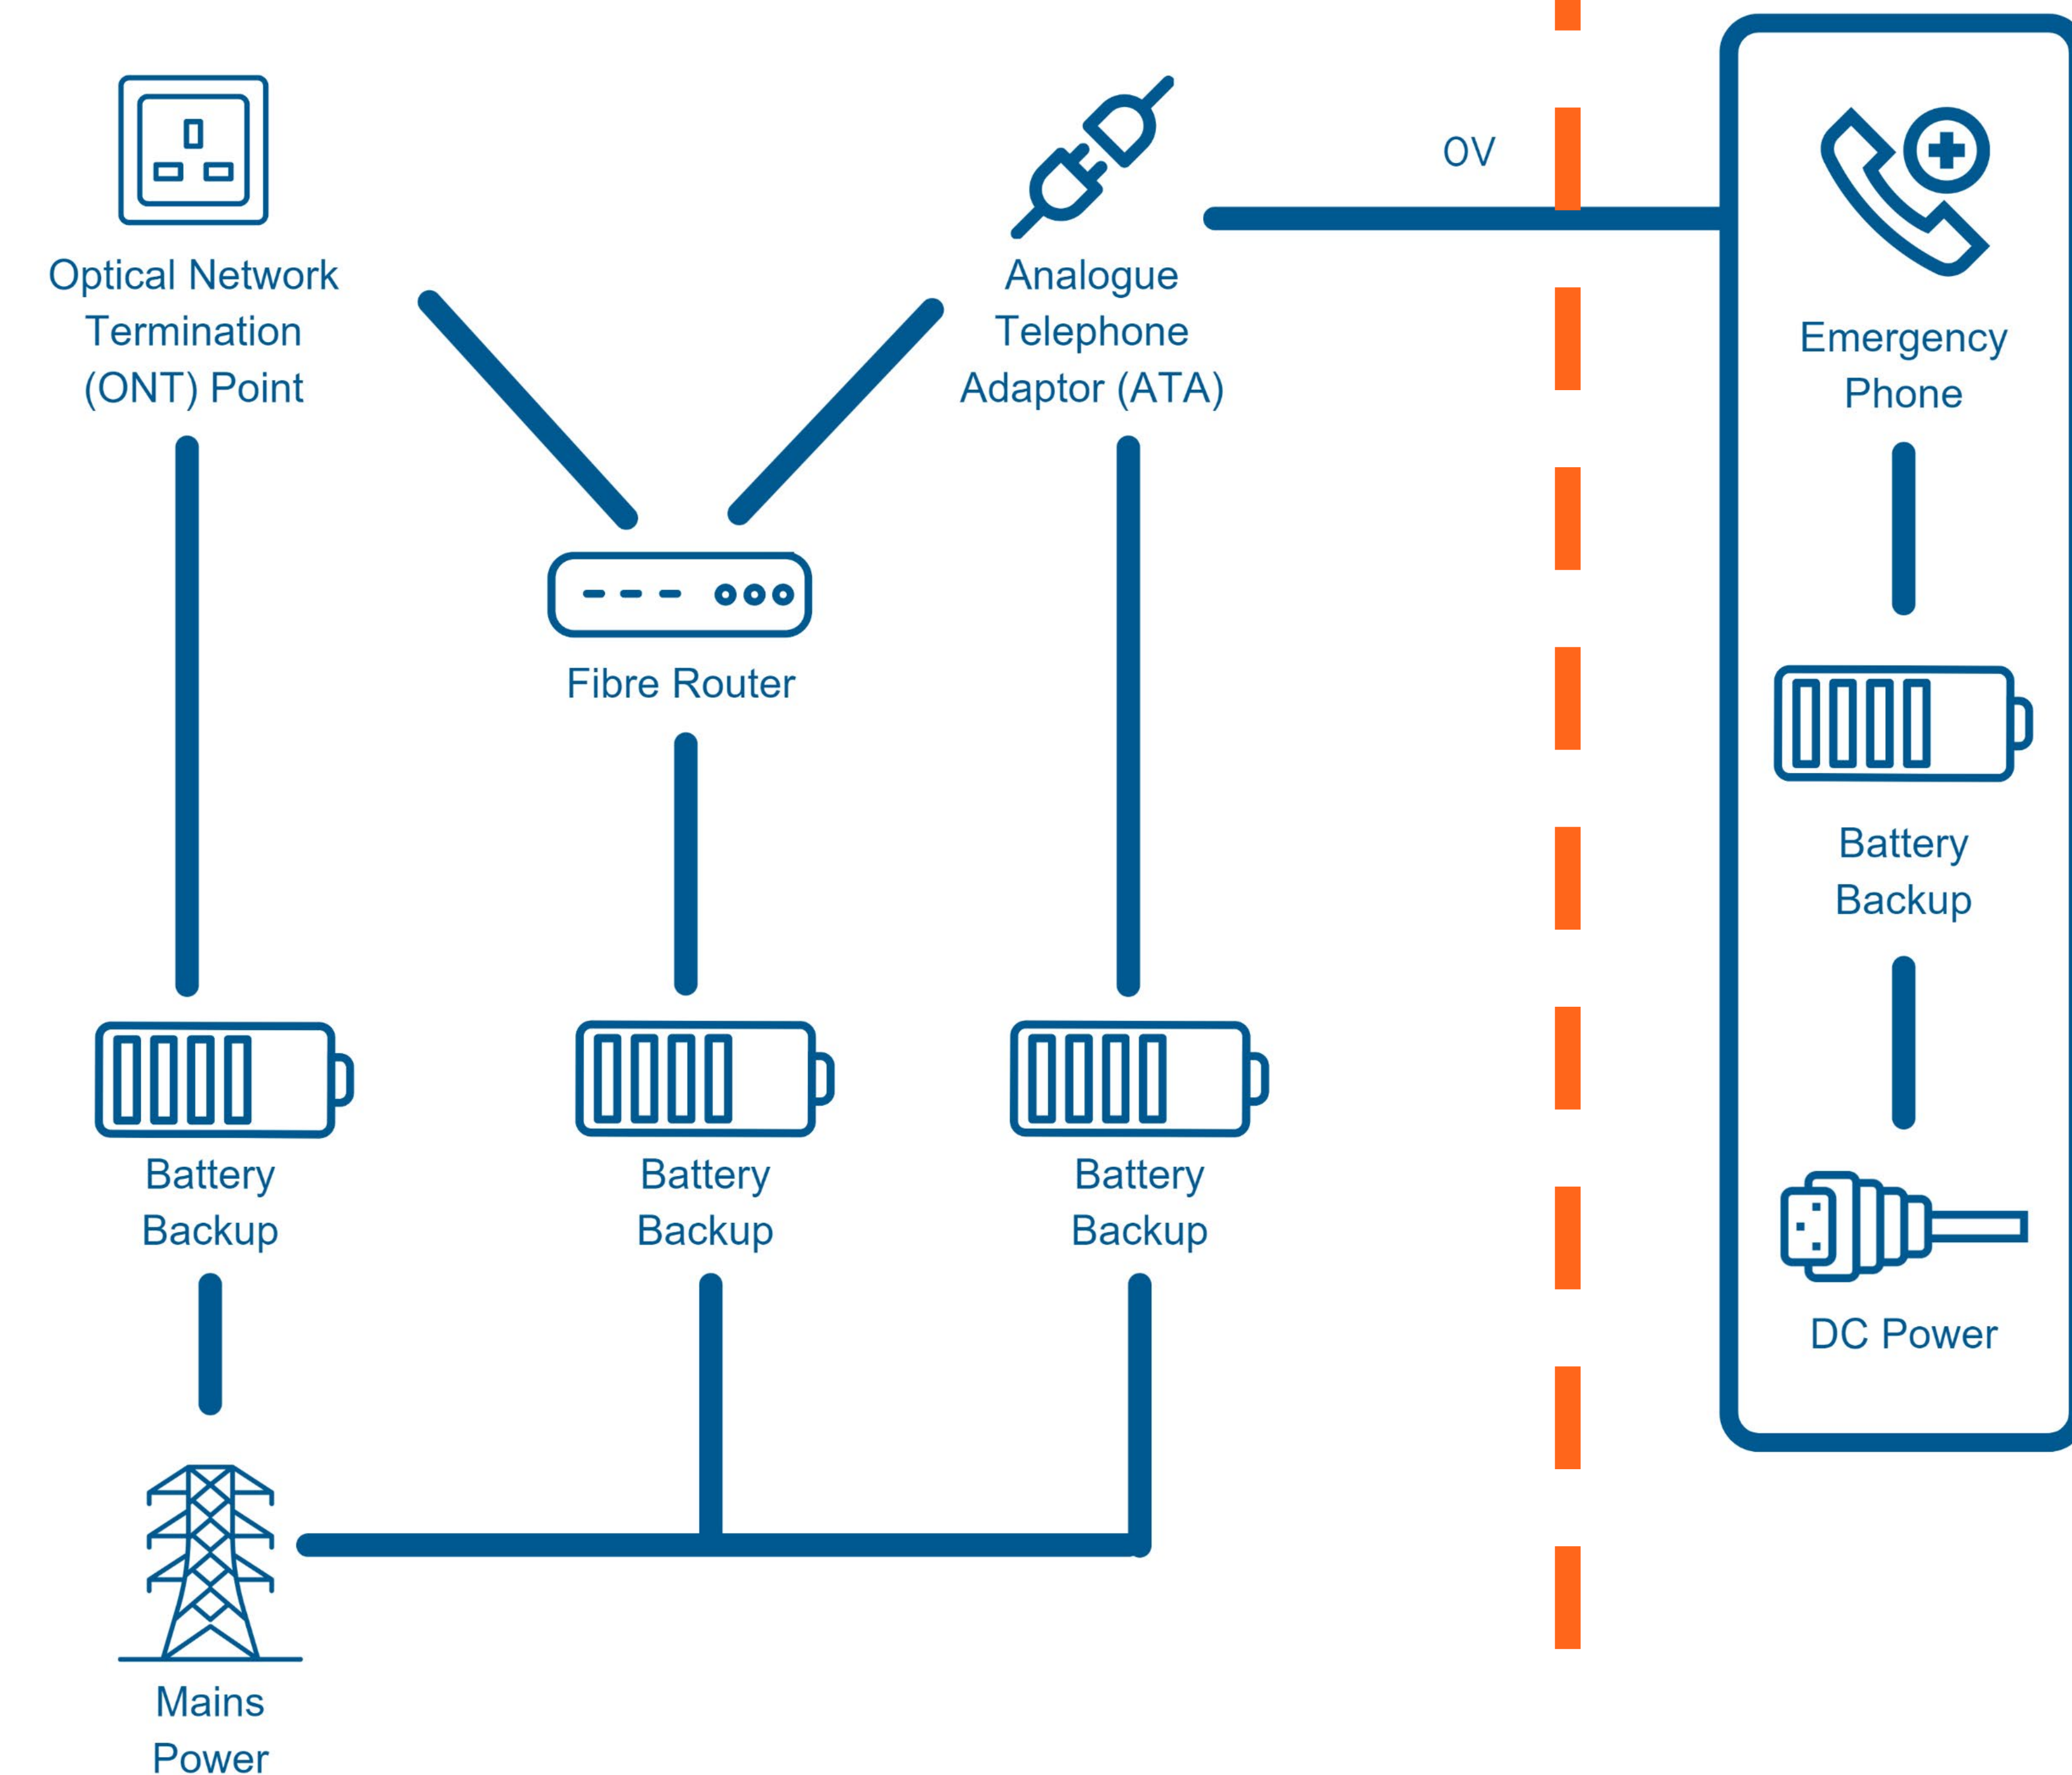 Optical Network
Termination
(ONT) Point
Analogue
Telephone
Adaptor (ATA)
0V
Emergency
Phone
Fibre Router
Battery
Backup
Battery
Backup
Battery
Backup
Battery
Backup
DC Power
Mains
Power